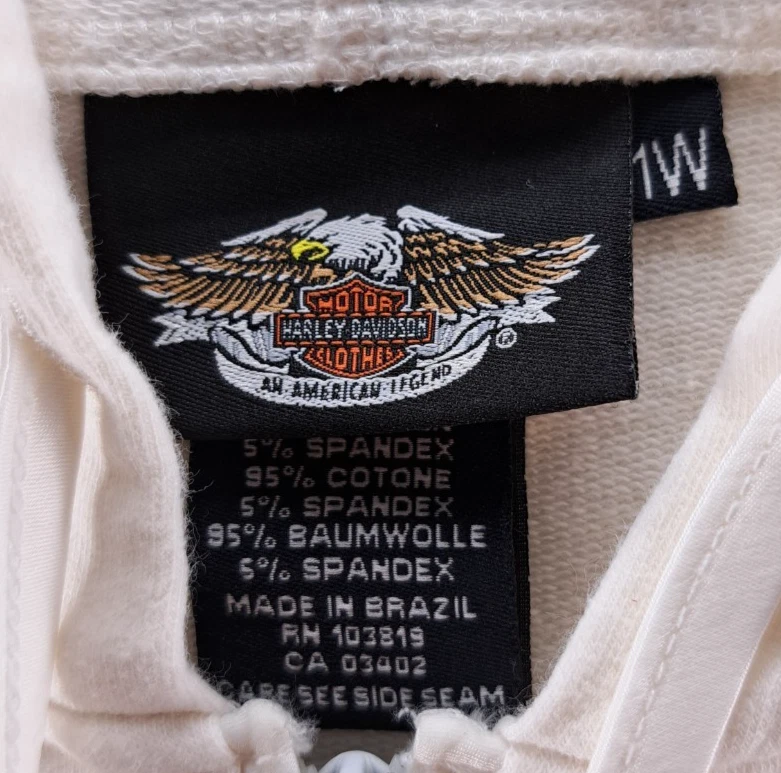 1W
MOTOR
HARLEY-DAVIDSON
CLOTHES
®
AN AMERICAN LEGEND
5% SPANDEX
95% COTONE
5% SPANDEX
95% BAUMWOLLE
5% SPANDEX
MADE IN BRAZIL
RN 103819
CA 03402
CARE SEE SIDE SEAM